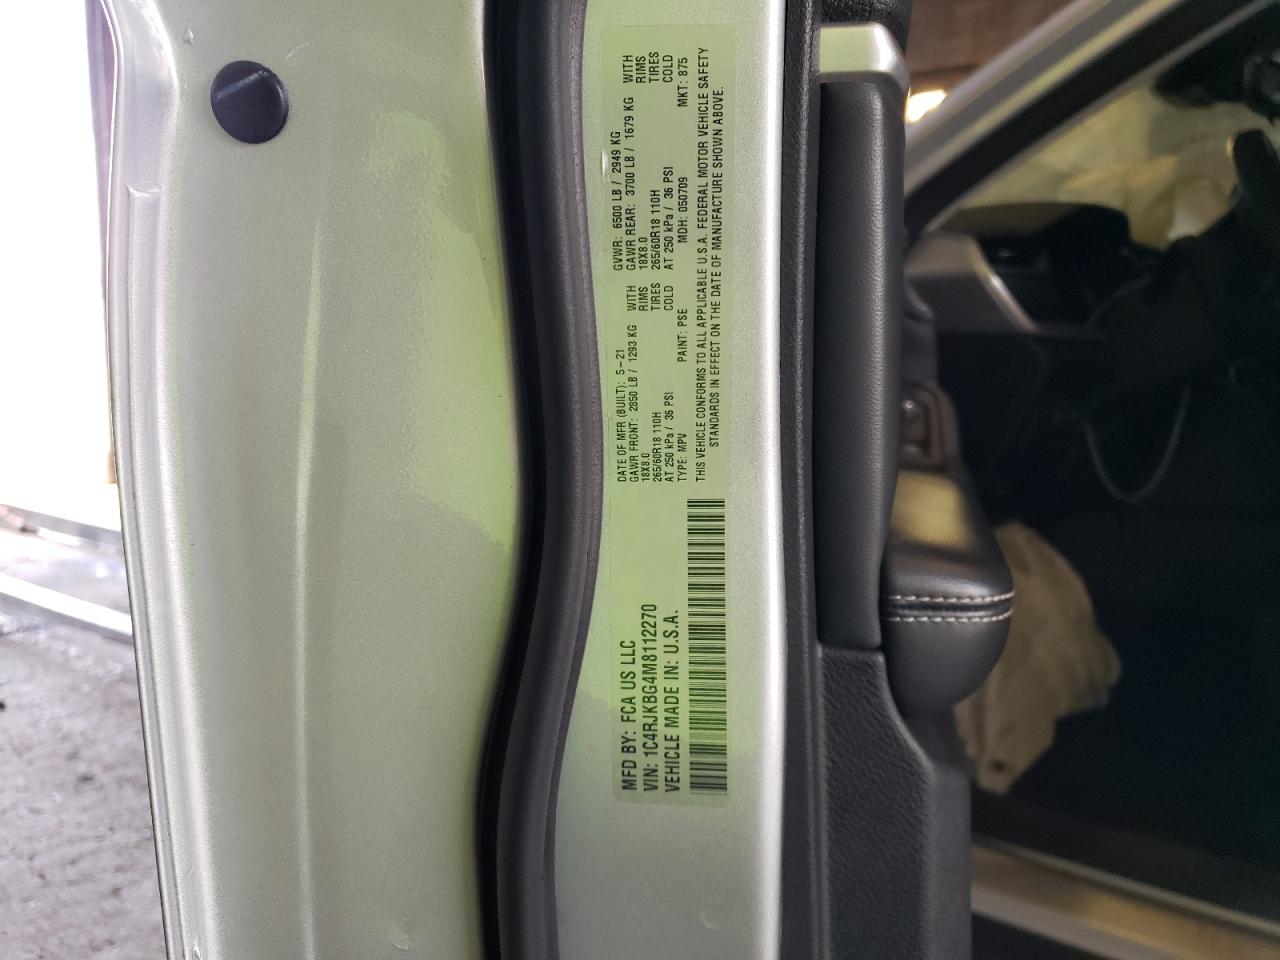 MFD BY: FCA US LLC
VIN: 1C4RJKBG4M8112270
VEHICLE MADE IN: U.S.A.
DATE OF MFR (BUILT): 5-21 GVWR: 6500 LB / 2949 KG
GAWR FRONT: 2850 LB / 1293 KG WITH GAWR REAR: 3700 LB / 1679 KG WITH
18X8.0 RIMS 18X8.0 RIMS
265/60R18 110H TIRES 265/60R18 110H TIRES
AT 250 kPa / 36 PSI COLD AT 250 kPa / 36 PSI COLD
TYPE: MPV PAINT: PSE MDH: 050709 MKT: 875
THIS VEHICLE CONFORMS TO ALL APPLICABLE U.S.A. FEDERAL MOTOR VEHICLE SAFETY
STANDARDS IN EFFECT ON THE DATE OF MANUFACTURE SHOWN ABOVE.